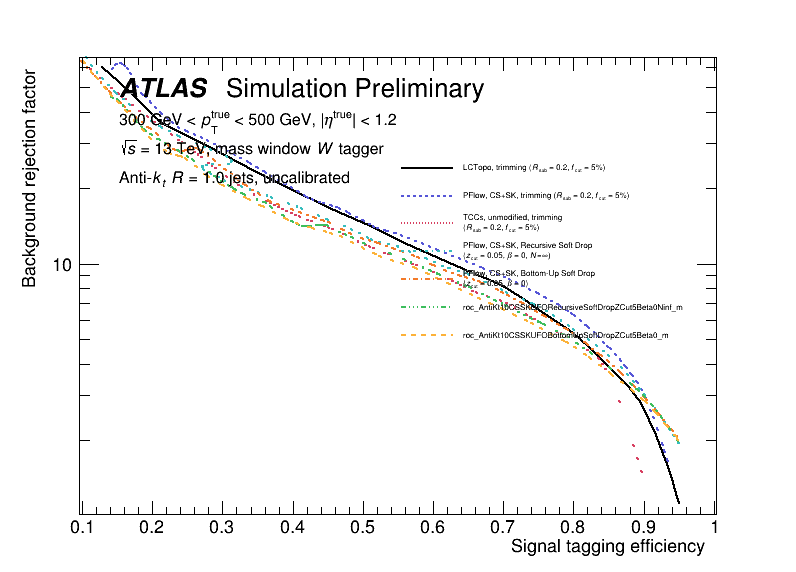 ATLAS Simulation Preliminary
300 GeV < p_T^true < 500 GeV, |η^true| < 1.2
√s = 13 TeV, mass window W tagger
Anti-k_t R = 1.0 jets, uncalibrated
LCTopo, trimming (R_sub = 0.2, f_cut = 5%)
PFlow, CS+SK, trimming (R_sub = 0.2, f_cut = 5%)
TCCs, unmodified, trimming
(R_sub = 0.2, f_cut = 5%)
PFlow, CS+SK, Recursive Soft Drop
(z_cut = 0.05, β = 0, N=∞)
PFlow, CS+SK, Bottom-Up Soft Drop
(z_cut = 0.05, β = 0)
roc_AntiKt10CSSKUFORecursiveSoftDropZCut5Beta0NInf_m
roc_AntiKt10CSSKUFOBottomUpSoftDropZCut5Beta0_m
Background rejection factor
10
0.1 0.2 0.3 0.4 0.5 0.6 0.7 0.8 0.9 1
Signal tagging efficiency